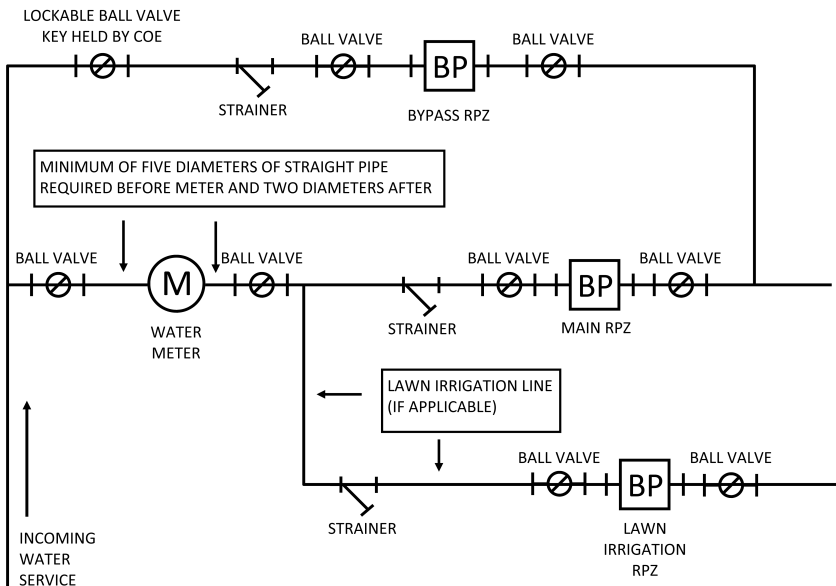 LOCKABLE BALL VALVE
KEY HELD BY COE
BALL VALVE
BALL VALVE
BP
STRAINER
BYPASS RPZ
MINIMUM OF FIVE DIAMETERS OF STRAIGHT PIPE
REQUIRED BEFORE METER AND TWO DIAMETERS AFTER
BALL VALVE
BALL VALVE
BALL VALVE
BALL VALVE
M
BP
WATER
METER
STRAINER
MAIN RPZ
LAWN IRRIGATION LINE
(IF APPLICABLE)
BALL VALVE
BALL VALVE
BP
STRAINER
LAWN
IRRIGATION
RPZ
INCOMING
WATER
SERVICE